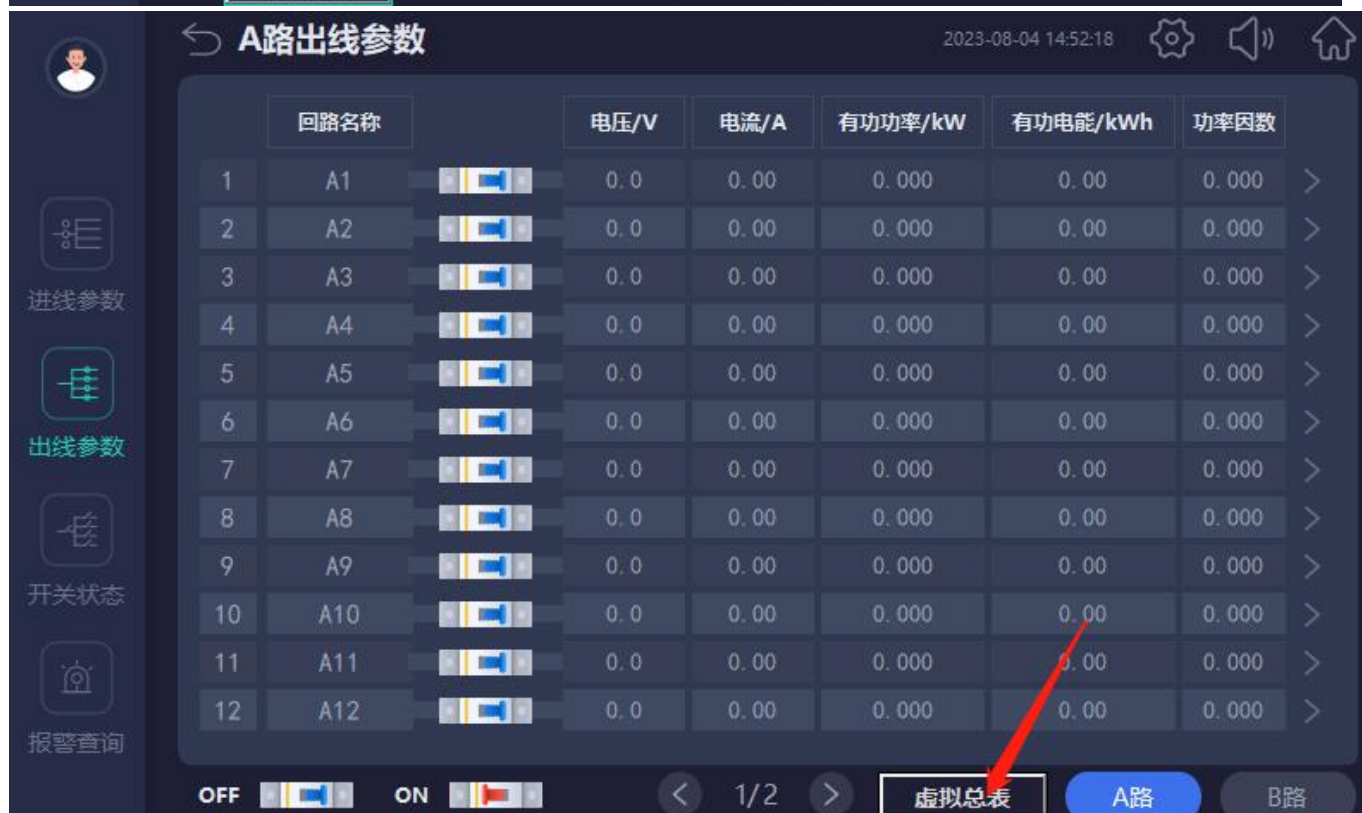 A路出线参数 2023-08-04 14:52:18
回路名称 电压/V 电流/A 有功功率/kW 有功电能/kWh 功率因数
1 A1 0.0 0.00 0.000 0.00 0.000 >
2 A2 0.0 0.00 0.000 0.00 0.000 >
3 A3 0.0 0.00 0.000 0.00 0.000 >
4 A4 0.0 0.00 0.000 0.00 0.000 >
5 A5 0.0 0.00 0.000 0.00 0.000 >
6 A6 0.0 0.00 0.000 0.00 0.000 >
7 A7 0.0 0.00 0.000 0.00 0.000 >
8 A8 0.0 0.00 0.000 0.00 0.000 >
9 A9 0.0 0.00 0.000 0.00 0.000 >
10 A10 0.0 0.00 0.000 0.00 0.000 >
11 A11 0.0 0.00 0.000 0.00 0.000 >
12 A12 0.0 0.00 0.000 0.00 0.000 >
进线参数
出线参数
开关状态
报警查询
OFF ON < 1/2 > 虚拟总表 A路 B路